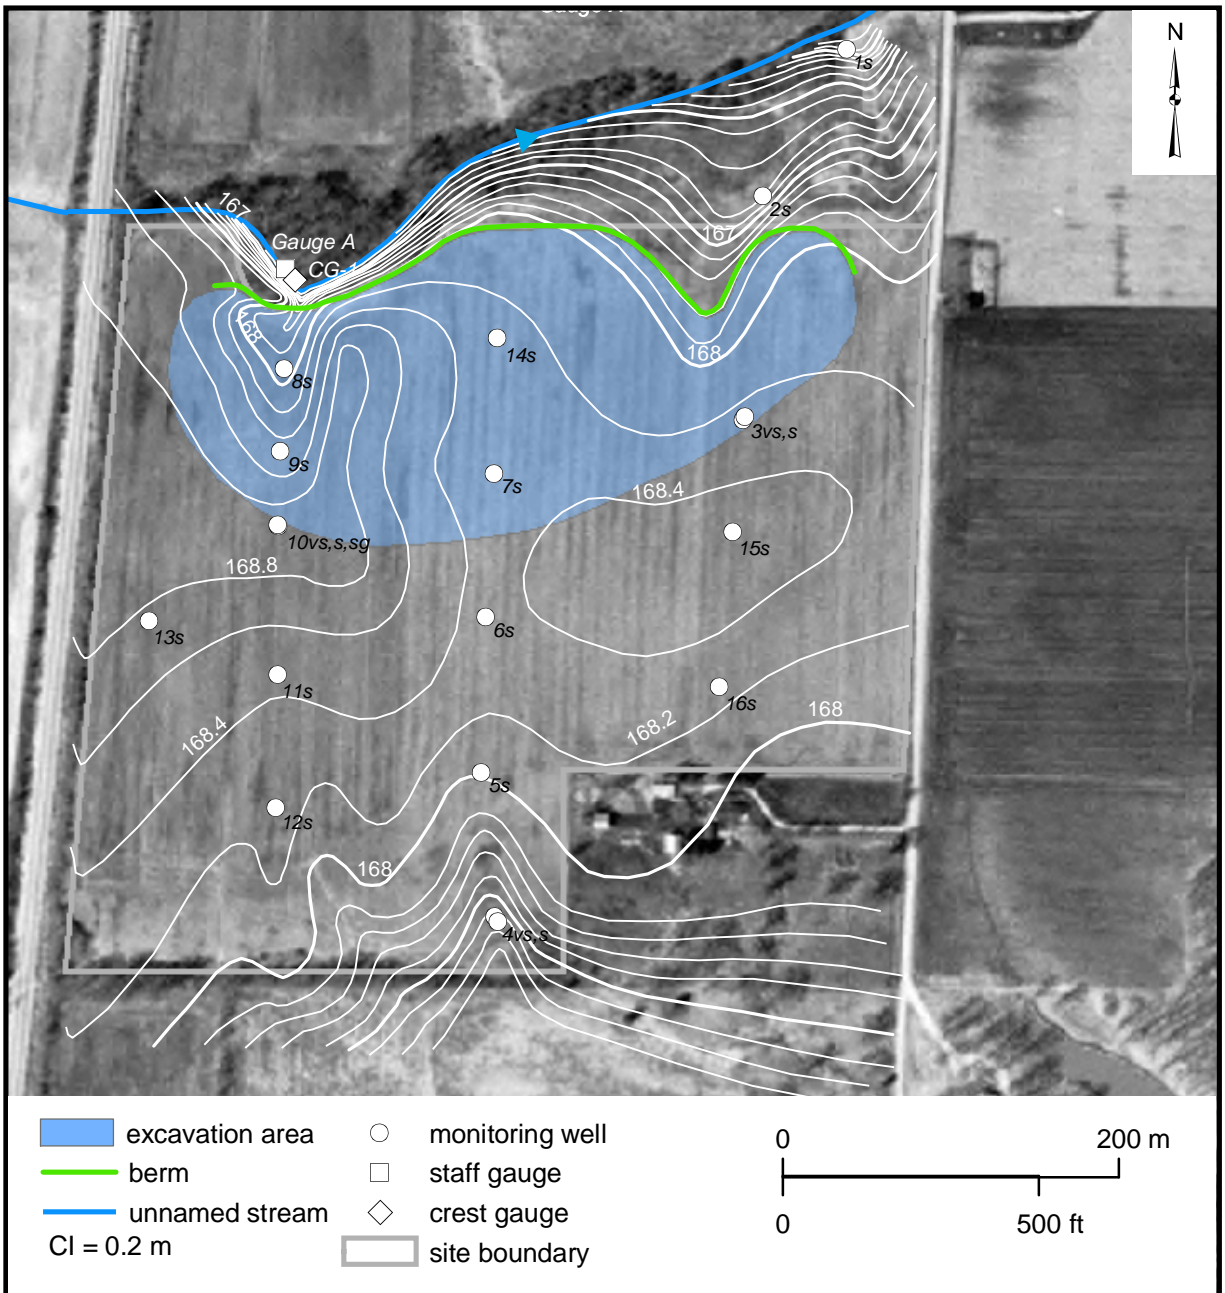 N
1s
2s
167
167
Gauge A
CG-1
168
14s
168
8s
3vs,s
9s
7s
168.4
15s
10vs,s,sg
168.8
13s
6s
11s
16s
168
168.2
168.4
5s
12s
168
4vs,s
excavation area
monitoring well
0
200 m
berm
staff gauge
unnamed stream
crest gauge
0
500 ft
CI = 0.2 m
site boundary